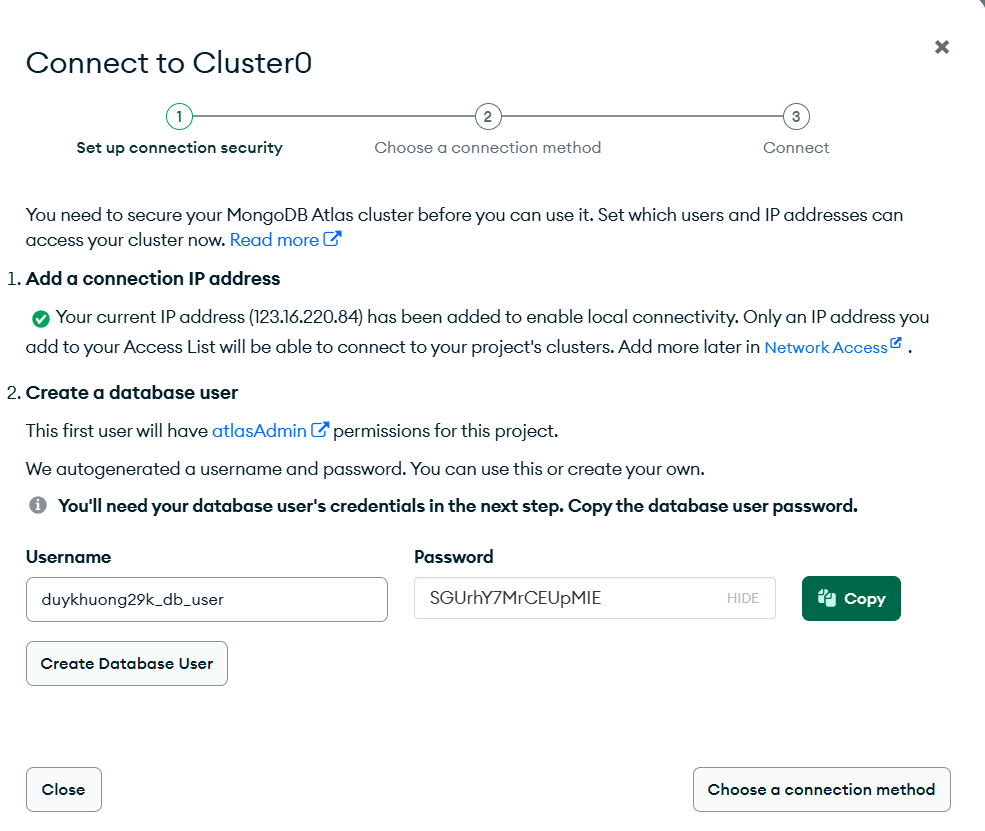 Connect to Cluster0
1
2
3
Set up connection security
Choose a connection method
Connect
You need to secure your MongoDB Atlas cluster before you can use it. Set which users and IP addresses can
access your cluster now. Read more
1. Add a connection IP address
Your current IP address (123.16.220.84) has been added to enable local connectivity. Only an IP address you
add to your Access List will be able to connect to your project's clusters. Add more later in Network Access .
2. Create a database user
This first user will have atlasAdmin permissions for this project.
We autogenerated a username and password. You can use this or create your own.
You'll need your database user's credentials in the next step. Copy the database user password.
Username
Password
duykhuong29k_db_user
SGUrhY7MrCEUpMIE
HIDE
Copy
Create Database User
Close
Choose a connection method